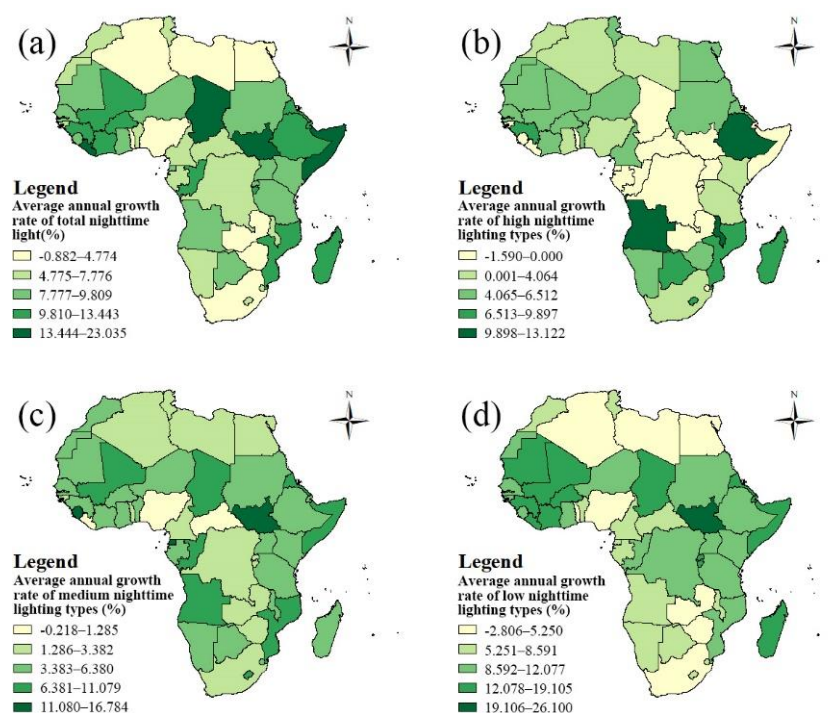 (a)
N
Legend
Average annual growth
rate of total nighttime
light(%)
-0.882–4.774
4.775–7.776
7.777–9.809
9.810–13.443
13.444–23.035
(b)
N
Legend
Average annual growth
rate of high nighttime
lighting types (%)
-1.590–0.000
0.001–4.064
4.065–6.512
6.513–9.897
9.898–13.122
(c)
N
Legend
Average annual growth
rate of medium nighttime
lighting types (%)
-0.218–1.285
1.286–3.382
3.383–6.380
6.381–11.079
11.080–16.784
(d)
N
Legend
Average annual growth
rate of low nighttime
lighting types (%)
-2.806–5.250
5.251–8.591
8.592–12.077
12.078–19.105
19.106–26.100